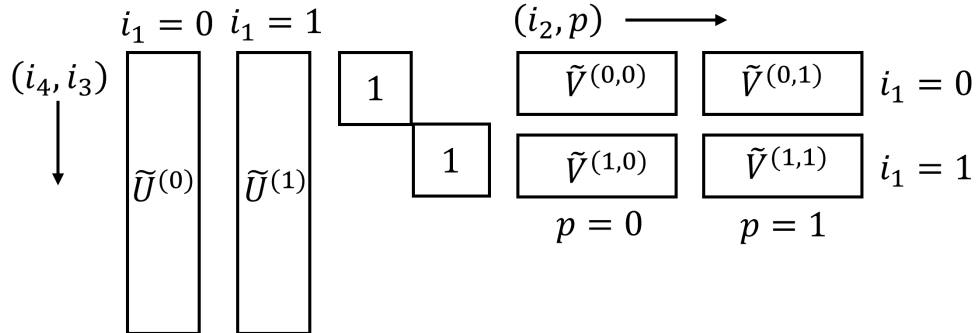 i₁ = 0 i₁ = 1 (i₂, p)
(i₄, i₃) 1 Ṽ⁽⁰'⁰⁾ Ṽ⁽⁰'¹⁾ i₁ = 0
Ũ⁽⁰⁾ Ũ⁽¹⁾ 1 Ṽ⁽¹'⁰⁾ Ṽ⁽¹'¹⁾ i₁ = 1
p = 0 p = 1